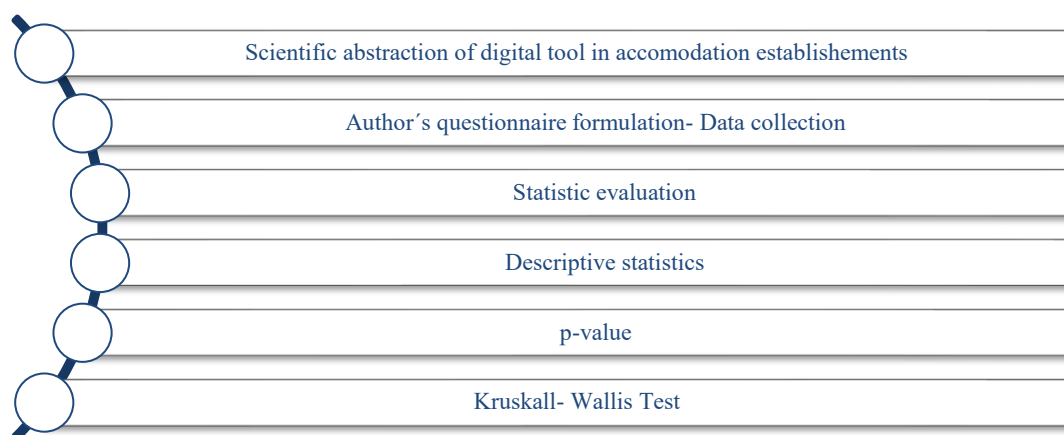 Scientific abstraction of digital tool in accomodation establishements
Author´s questionnaire formulation- Data collection
Statistic evaluation
Descriptive statistics
p-value
Kruskall- Wallis Test